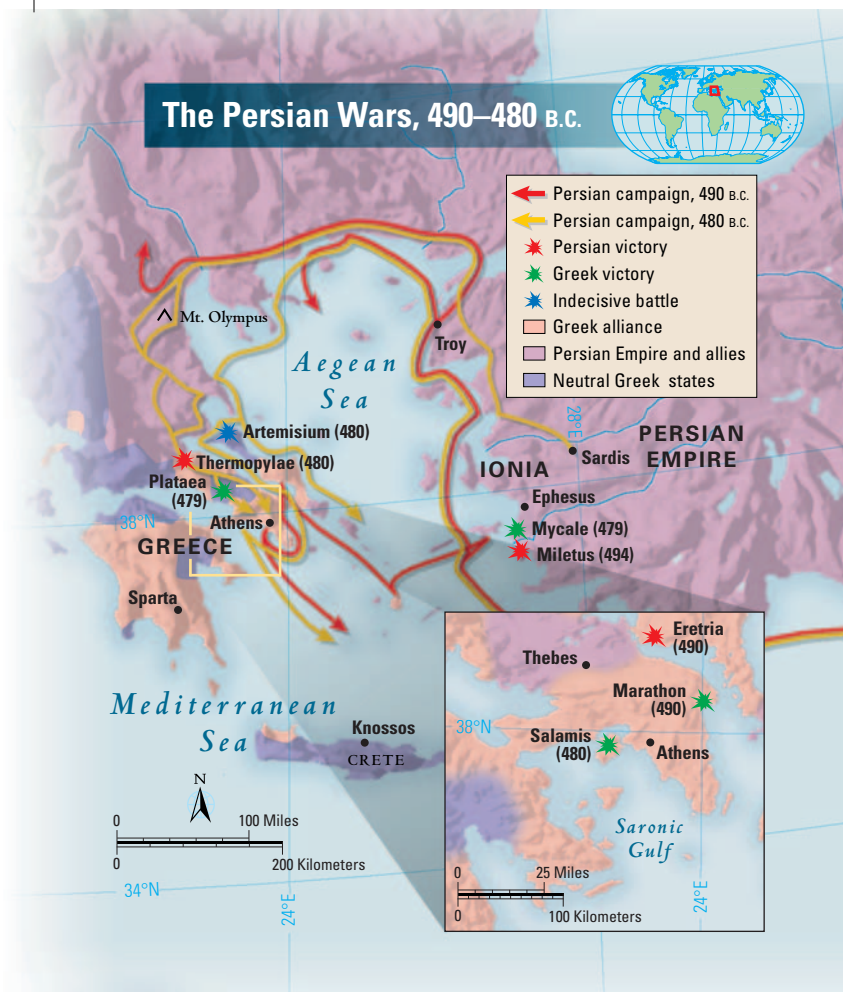 The Persian Wars, 490–480 B.C.
Persian campaign, 490 B.C.
Persian campaign, 480 B.C.
Persian victory
Greek victory
Indecisive battle
Greek alliance
Persian Empire and allies
Neutral Greek states
Mt. Olympus
Troy
Aegean
Sea
28°E
Artemisium (480)
PERSIAN
EMPIRE
Sardis
Thermopylae (480)
IONIA
Plataea
(479)
Ephesus
38°N
Athens
Mycale (479)
GREECE
Miletus (494)
Sparta
Eretria
(490)
Thebes
Marathon
(490)
Mediterranean
Sea
38°N
Knossos
CRETE
Salamis
(480)
Athens
N
Saronic
Gulf
0 100 Miles
0 200 Kilometers
0 25 Miles
0 100 Kilometers
34°N
24°E
24°E